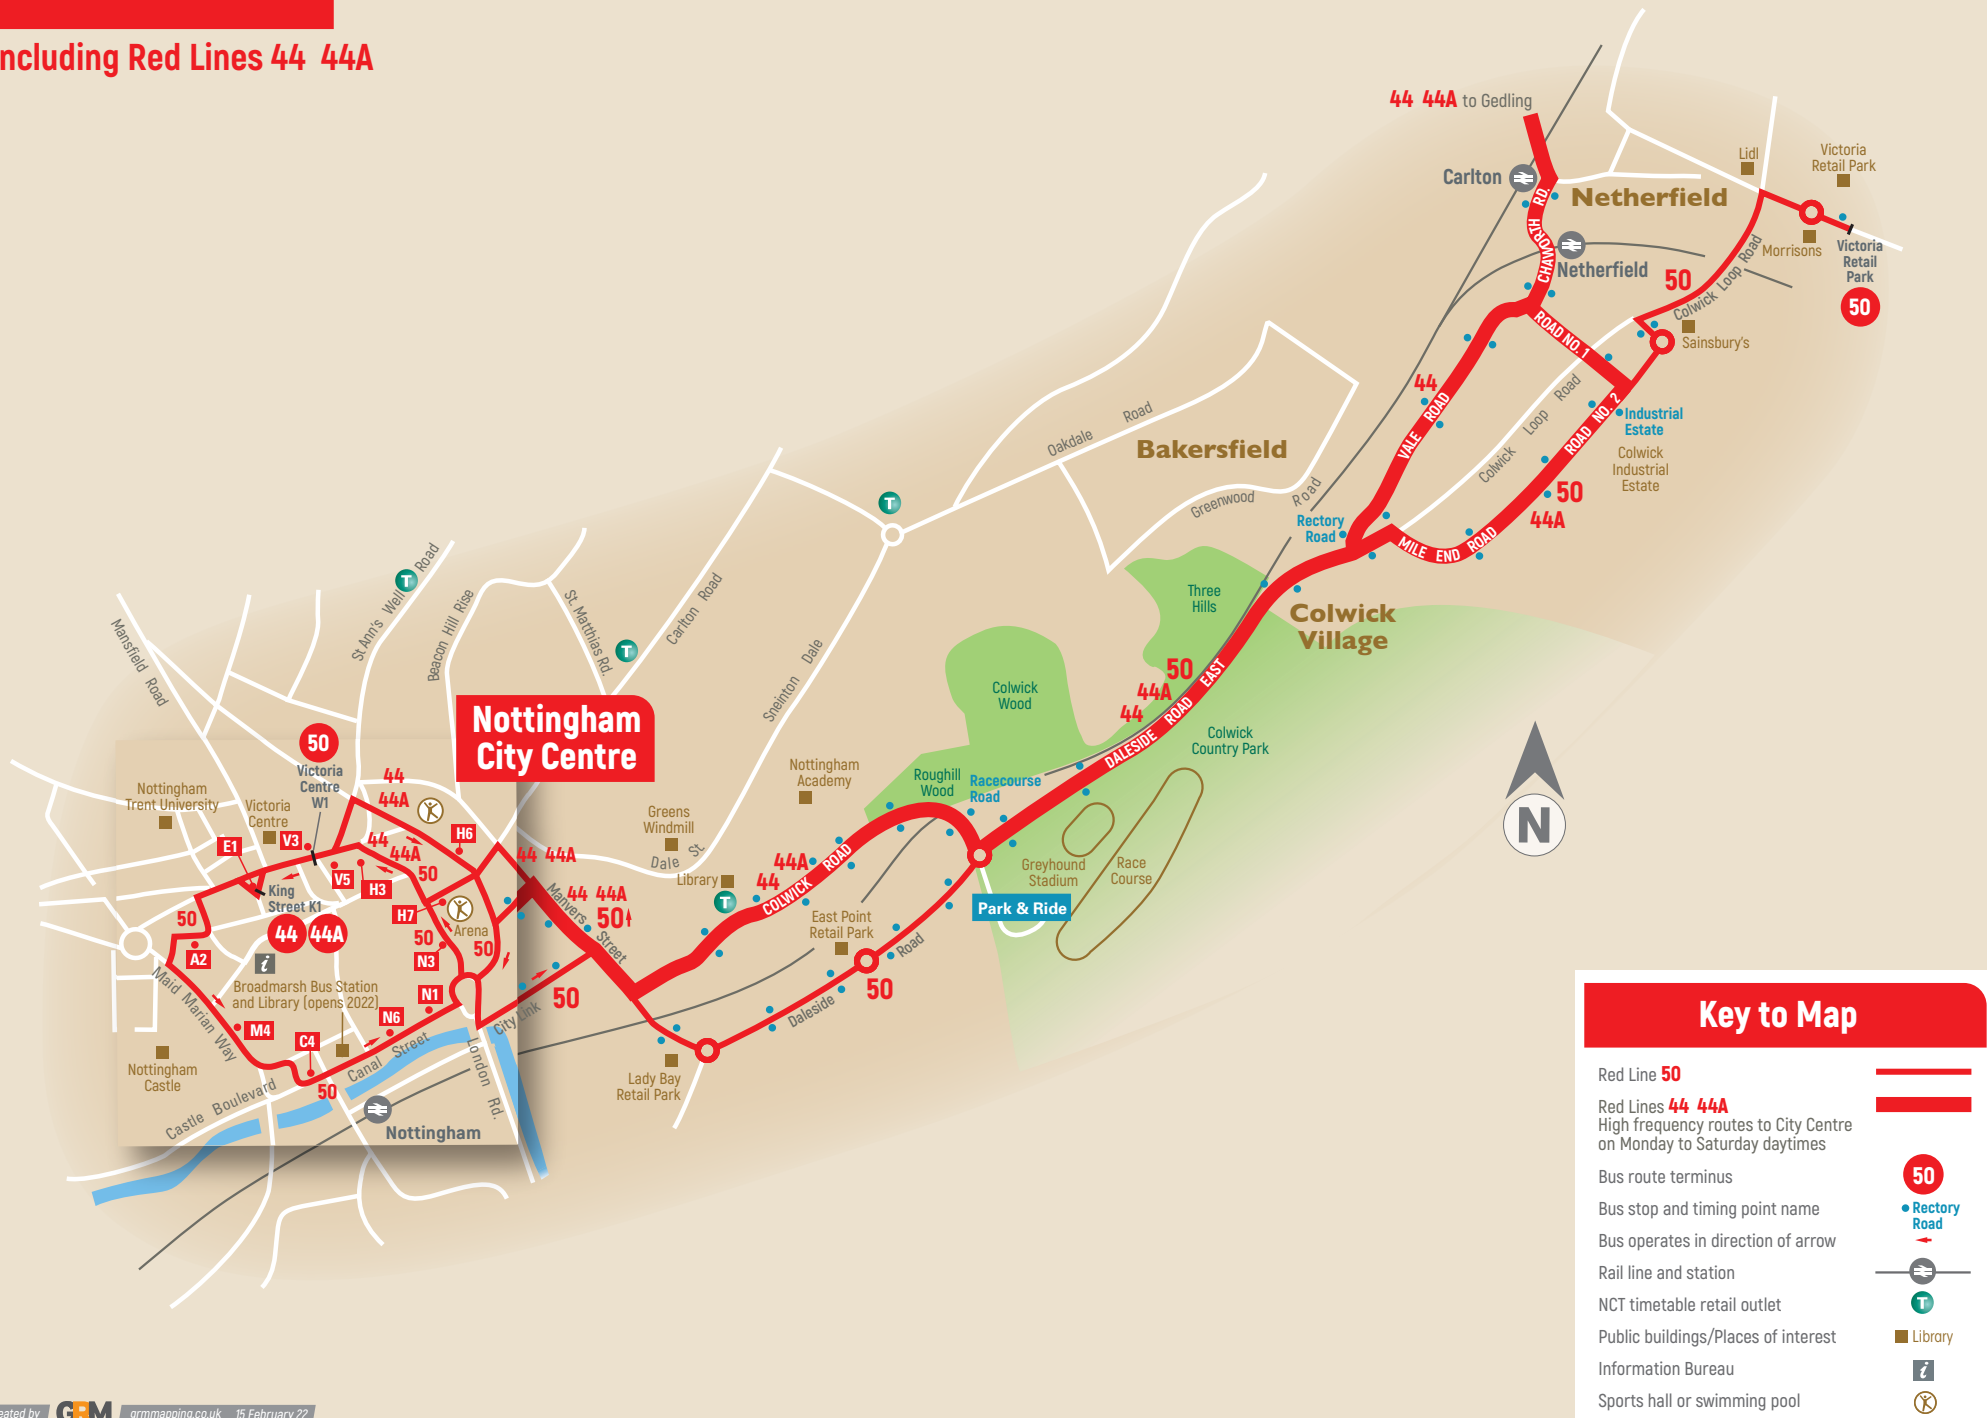 ncluding Red Lines 44 44A
44 44A to Gedling
Carlton
CHAWORTH RD.
Netherfield
Netherfield
Lidl
Victoria
Retail Park
Morrisons
Victoria
Retail
Park
50
50
Colwick Loop Road
Sainsbury's
ROAD NO. 1
ROAD NO. 2
Industrial
Estate
Colwick
Industrial
Estate
44
VALE ROAD
Colwick Loop Road
50
44A
MILE END ROAD
Rectory
Road
Oakdale Road
Bakersfield
Greenwood Road
T
Three
Hills
Colwick
Village
Colwick
Wood
50
44A
44
DALESIDE ROAD EAST
Colwick
Country Park
Roughill
Wood
Racecourse
Road
Greyhound
Stadium
Race
Course
Park & Ride
N
Mansfield Road
St Ann's Well Road
T
Beacon Hill Rise
St. Matthias Rd.
T
Carlton Road
Sneinton Dale
Nottingham
City Centre
Nottingham
Academy
Greens
Windmill
Dale St
Library
T
44A
44
COLWICK ROAD
East Point
Retail Park
50
Daleside Road
Lady Bay
Retail Park
44 44A
Manvers Street
44 44A
50
50
City Link
50
Victoria
Centre
W1
Nottingham
Trent University
Victoria
Centre
44
44A
H6
E1
V3
44
44A
50
V5
H3
King
Street K1
44
44A
H7
Arena
50
50
N3
50
A2
i
Broadmarsh Bus Station
and Library (opens 2022)
N1
N6
M4
C4
Maid Marian Way
Canal Street
50
Nottingham
Castle
Castle Boulevard
London Rd.
Nottingham
Key to Map
Red Line 50
Red Lines 44 44A
High frequency routes to City Centre
on Monday to Saturday daytimes
Bus route terminus
50
Bus stop and timing point name
Rectory
Road
Bus operates in direction of arrow
Rail line and station
NCT timetable retail outlet
T
Public buildings/Places of interest
Library
Information Bureau
i
Sports hall or swimming pool
eated by GRM grmmapping.co.uk 15 February 22